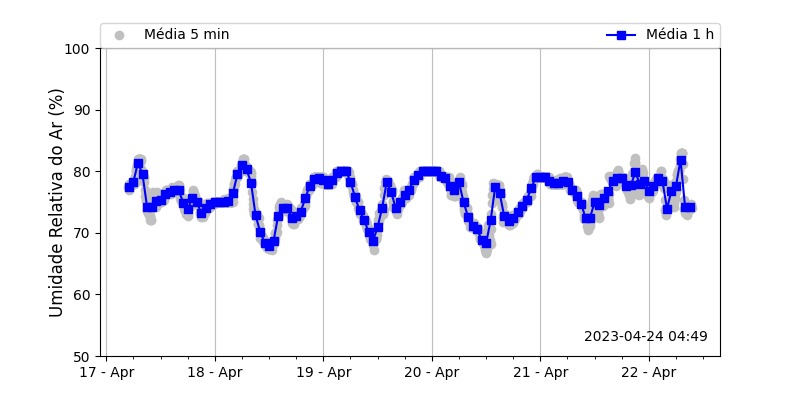 Média 5 min
Média 1 h
100
90
80
70
60
50
Umidade Relativa do Ar (%)
2023-04-24 04:49
17 - Apr
18 - Apr
19 - Apr
20 - Apr
21 - Apr
22 - Apr